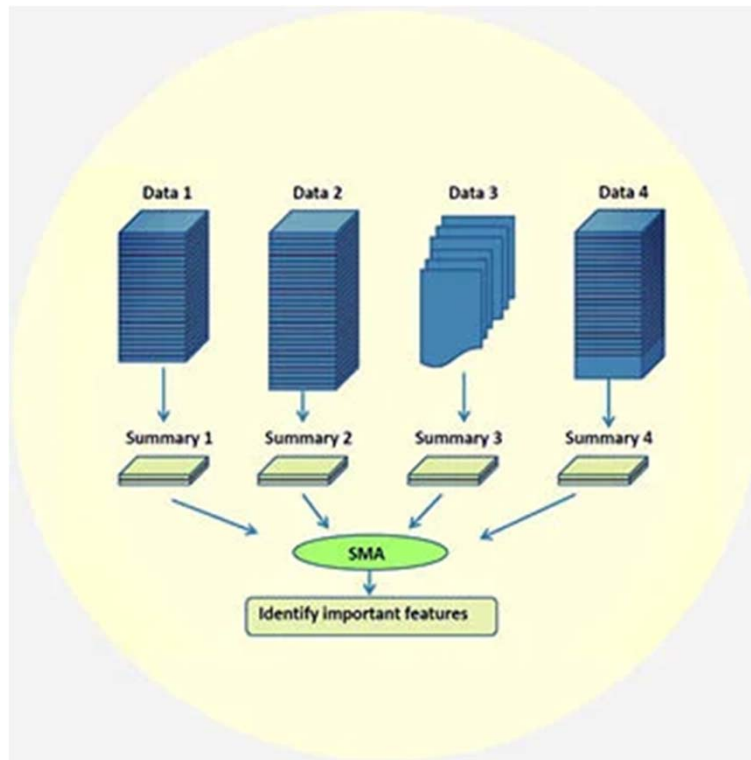 Data 1 Data 2 Data 3 Data 4
Summary 1 Summary 2 Summary 3 Summary 4
SMA
Identify important features